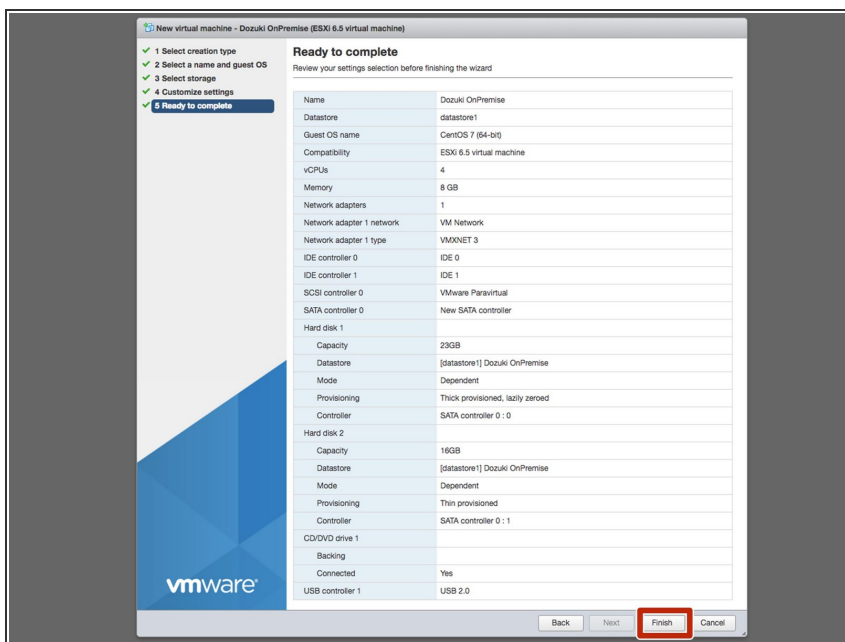 New virtual machine - Dozuki OnPremise (ESXi 6.5 virtual machine)
1 Select creation type
2 Select a name and guest OS
3 Select storage
4 Customize settings
5 Ready to complete
Ready to complete
Review your settings selection before finishing the wizard
Name Dozuki OnPremise
Datastore datastore1
Guest OS name CentOS 7 (64-bit)
Compatibility ESXi 6.5 virtual machine
vCPUs 4
Memory 8 GB
Network adapters 1
Network adapter 1 network VM Network
Network adapter 1 type VMXNET 3
IDE controller 0 IDE 0
IDE controller 1 IDE 1
SCSI controller 0 VMware Paravirtual
SATA controller 0 New SATA controller
Hard disk 1
Capacity 23GB
Datastore [datastore1] Dozuki OnPremise
Mode Dependent
Provisioning Thick provisioned, lazily zeroed
Controller SATA controller 0 : 0
Hard disk 2
Capacity 16GB
Datastore [datastore1] Dozuki OnPremise
Mode Dependent
Provisioning Thin provisioned
Controller SATA controller 0 : 1
CD/DVD drive 1
Backing
Connected Yes
USB controller 1 USB 2.0
vmware
Back Next Finish Cancel